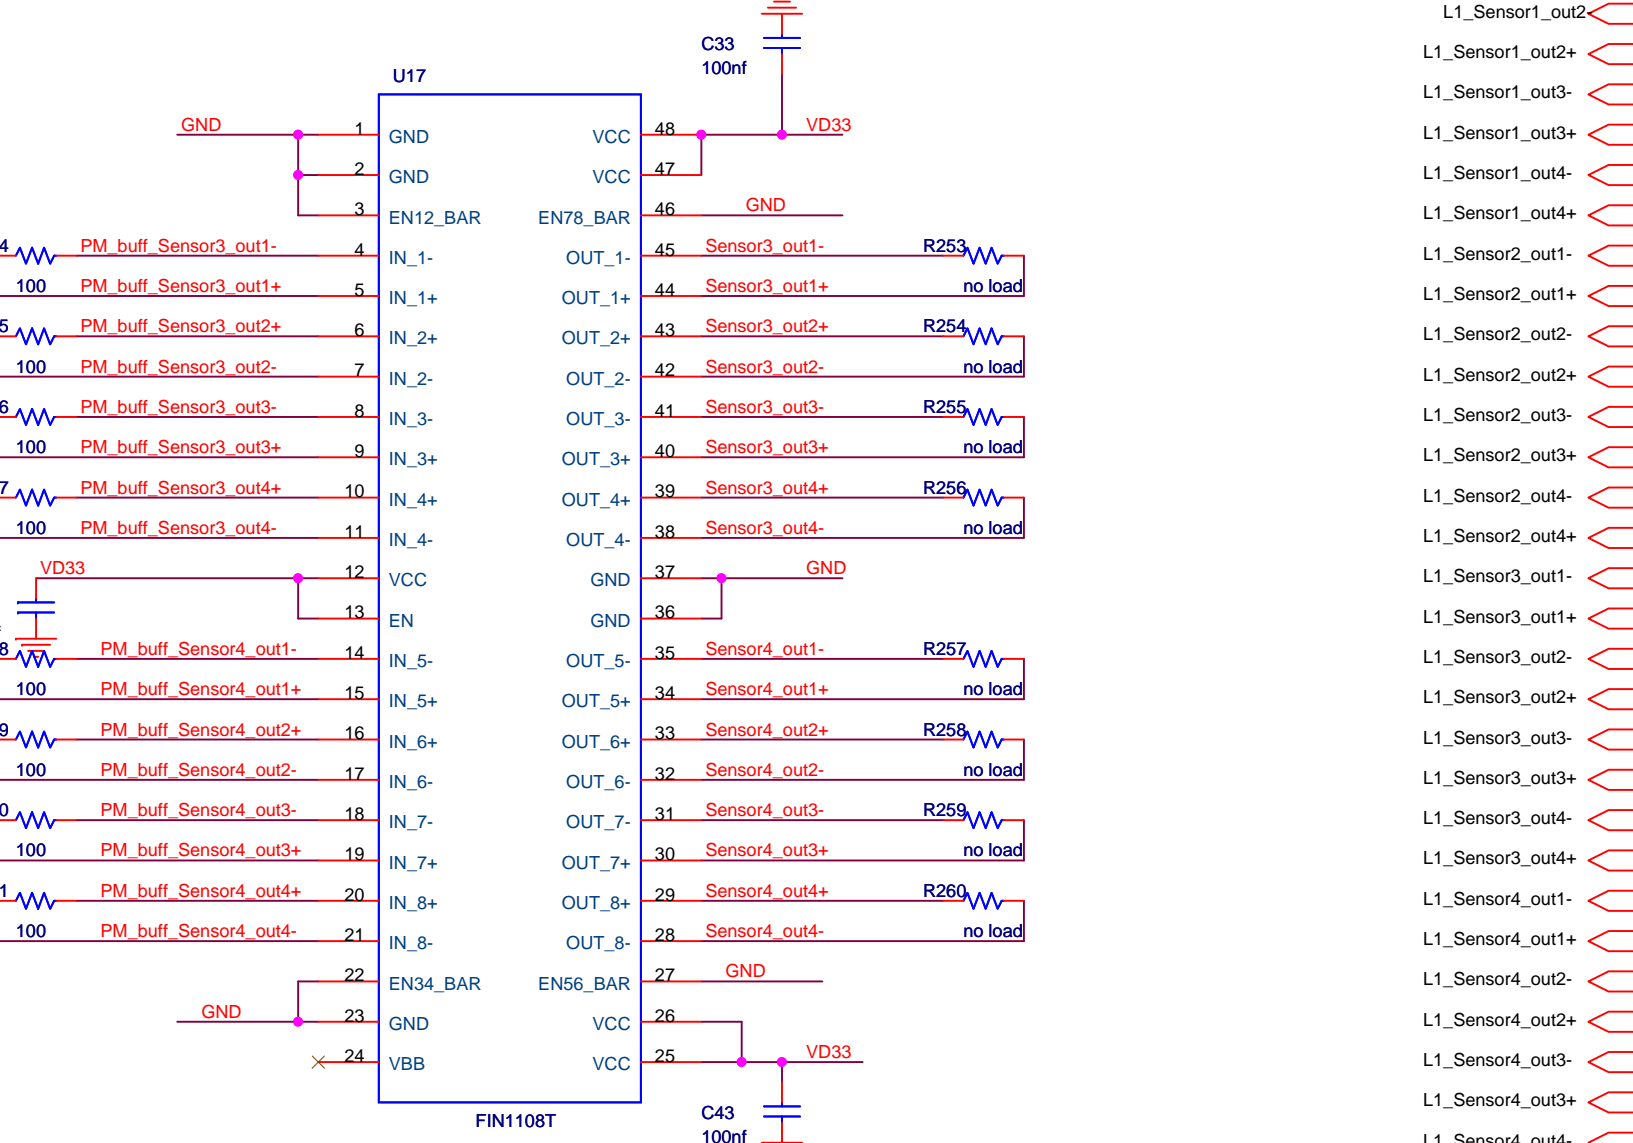 L1_Sensor1_out2-
C33
L1_Sensor1_out2+
100nf
U17
L1_Sensor1_out3-
GND 1 GND VCC 48 VD33
L1_Sensor1_out3+
2 GND VCC 47
L1_Sensor1_out4-
3 EN12_BAR EN78_BAR 46 GND
L1_Sensor1_out4+
4 PM_buff_Sensor3_out1- 4 IN_1- OUT_1- 45 Sensor3_out1- R253
L1_Sensor2_out1-
100 PM_buff_Sensor3_out1+ 5 IN_1+ OUT_1+ 44 Sensor3_out1+ no load
L1_Sensor2_out1+
5 PM_buff_Sensor3_out2+ 6 IN_2+ OUT_2+ 43 Sensor3_out2+ R254
L1_Sensor2_out2-
100 PM_buff_Sensor3_out2- 7 IN_2- OUT_2- 42 Sensor3_out2- no load
L1_Sensor2_out2+
6 PM_buff_Sensor3_out3- 8 IN_3- OUT_3- 41 Sensor3_out3- R255
L1_Sensor2_out3-
100 PM_buff_Sensor3_out3+ 9 IN_3+ OUT_3+ 40 Sensor3_out3+ no load
L1_Sensor2_out3+
7 PM_buff_Sensor3_out4+ 10 IN_4+ OUT_4+ 39 Sensor3_out4+ R256
L1_Sensor2_out4-
100 PM_buff_Sensor3_out4- 11 IN_4- OUT_4- 38 Sensor3_out4- no load
L1_Sensor2_out4+
VD33 12 VCC GND 37 GND
L1_Sensor3_out1-
13 EN GND 36
L1_Sensor3_out1+
8 PM_buff_Sensor4_out1- 14 IN_5- OUT_5- 35 Sensor4_out1- R257
L1_Sensor3_out2-
100 PM_buff_Sensor4_out1+ 15 IN_5+ OUT_5+ 34 Sensor4_out1+ no load
L1_Sensor3_out2+
9 PM_buff_Sensor4_out2+ 16 IN_6+ OUT_6+ 33 Sensor4_out2+ R258
L1_Sensor3_out3-
100 PM_buff_Sensor4_out2- 17 IN_6- OUT_6- 32 Sensor4_out2- no load
L1_Sensor3_out3+
0 PM_buff_Sensor4_out3- 18 IN_7- OUT_7- 31 Sensor4_out3- R259
L1_Sensor3_out4-
100 PM_buff_Sensor4_out3+ 19 IN_7+ OUT_7+ 30 Sensor4_out3+ no load
L1_Sensor3_out4+
1 PM_buff_Sensor4_out4+ 20 IN_8+ OUT_8+ 29 Sensor4_out4+ R260
L1_Sensor4_out1-
100 PM_buff_Sensor4_out4- 21 IN_8- OUT_8- 28 Sensor4_out4- no load
L1_Sensor4_out1+
22 EN34_BAR EN56_BAR 27 GND
L1_Sensor4_out2-
GND 23 GND VCC 26
L1_Sensor4_out2+
24 VBB VCC 25 VD33
L1_Sensor4_out3-
FIN1108T
C43
L1_Sensor4_out3+
100nf
L1_Sensor4_out4-